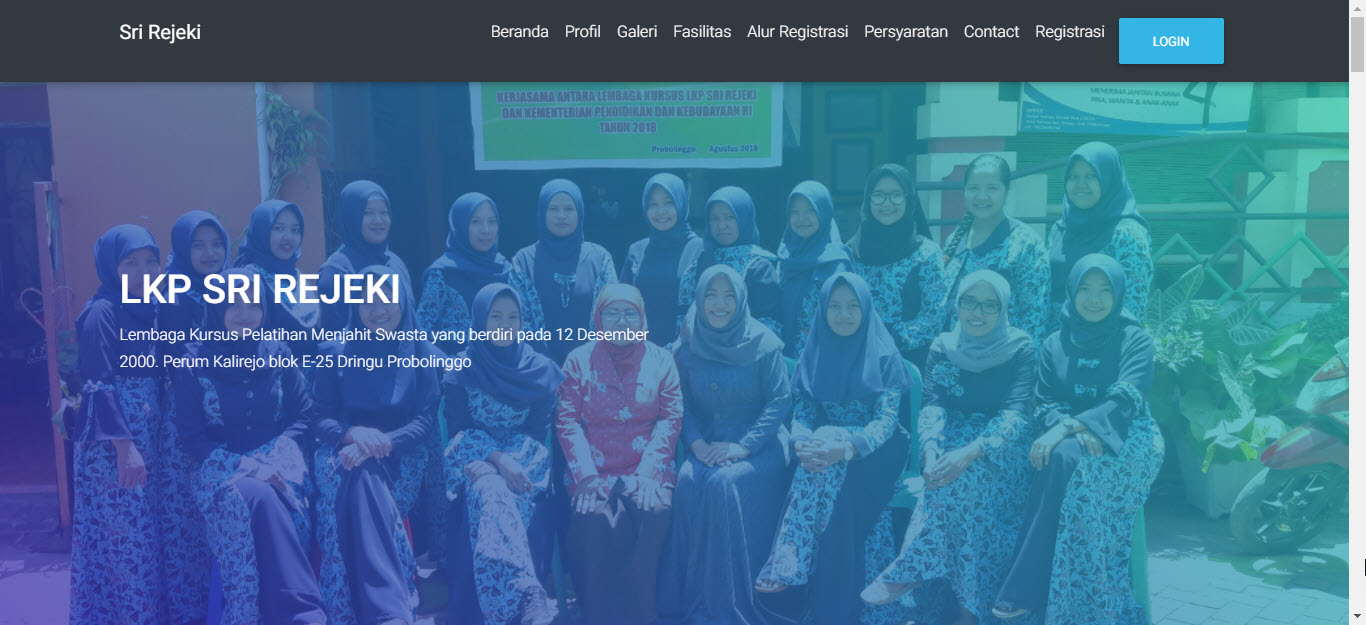 Sri Rejeki
Beranda Profil Galeri Fasilitas Alur Registrasi Persyaratan Contact Registrasi LOGIN
KERJASAMA ANTARA LEMBAGA KURSUS LKP SRI REJEKI
DAN KEMENTERIAN PENDIDIKAN DAN KEBUDAYAAN RI
TAHUN 2018
Probolinggo, Agustus 2018
MENERIMA JAHITAN BUSANA
PRIA, WANITA & ANAK-ANAK
LKP SRI REJEKI
Lembaga Kursus Pelatihan Menjahit Swasta yang berdiri pada 12 Desember
2000. Perum Kalirejo blok E-25 Dringu Probolinggo